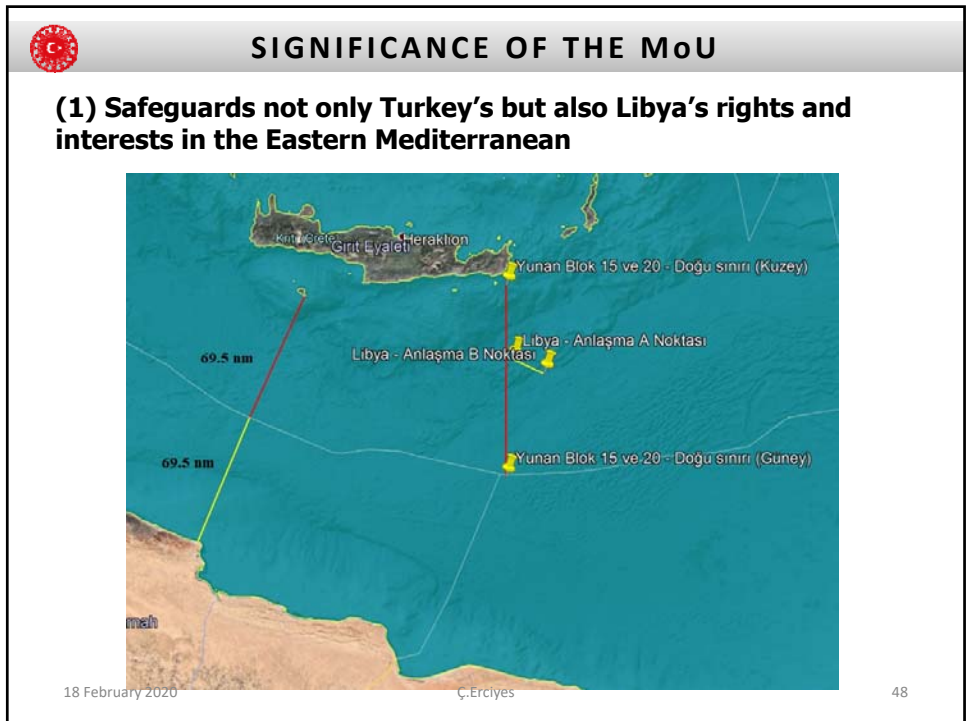 SIGNIFICANCE OF THE MoU
(1) Safeguards not only Turkey’s but also Libya’s rights and
interests in the Eastern Mediterranean
Heraklion
Girit Eyaleti
Yunan Blok 15 ve 20 - Doğu sınırı (Kuzey)
Libya - Anlaşma A Noktası
Libya - Anlaşma B Noktası
69.5 nm
69.5 nm
Yunan Blok 15 ve 20 - Doğu sınırı (Güney)
mah
18 February 2020
Ç.Erciyes
48